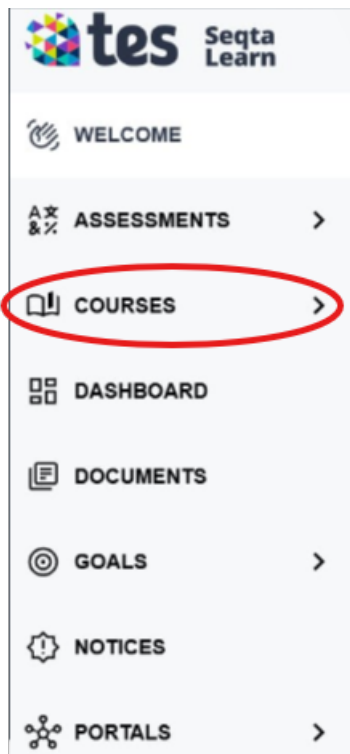 tes Seqta
Learn
WELCOME
ASSESSMENTS
COURSES
DASHBOARD
DOCUMENTS
GOALS
NOTICES
PORTALS